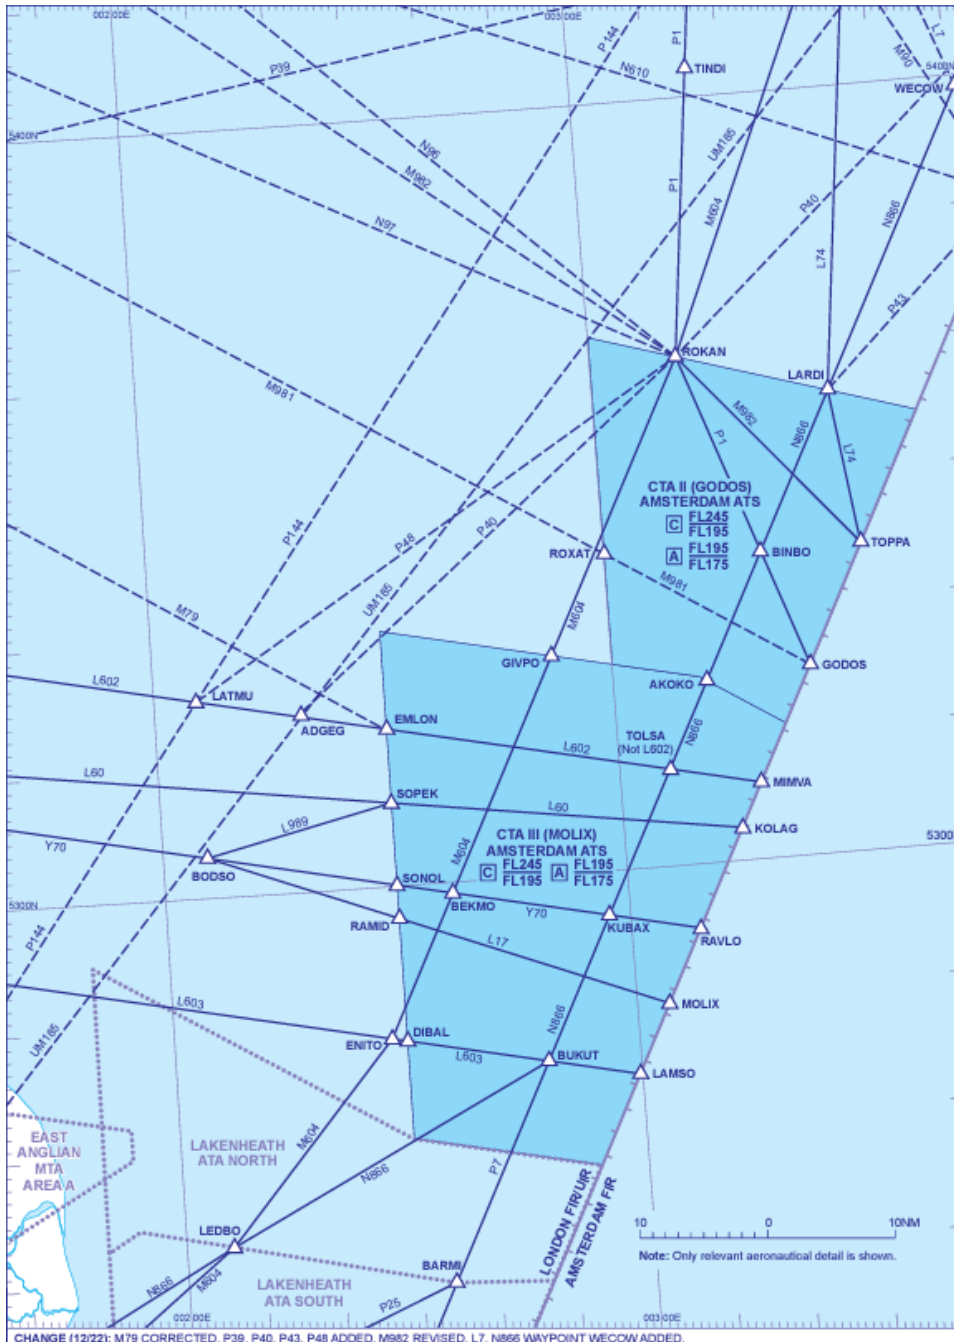 002 00E
003 00E
P144
P1
L7
M90
P39
N610
TINDI
5400N
WECOW
5400N
N96
M982
UM185
P1
M604
P40
N866
N97
L74
P43
ROKAN
LARDI
M981
M982
P1
N866
L74
CTA II (GODOS)
AMSTERDAM ATS
C FL245
FL195
A FL195
FL175
P144
P48
P40
ROXAT
BINBO
TOPPA
UM185
M981
M79
M604
GIVPO
GODOS
AKOKO
L602
LATMU
ADGEG
EMLON
TOLSA
(Not L602)
N866
L602
MIMVA
L60
SOPEK
L60
KOLAG
L989
5300N
Y70
CTA III (MOLIX)
AMSTERDAM ATS
C FL245
FL195
A FL195
FL175
M604
BODSO
SONOL
BEKMO
Y70
KUBAX
RAVLO
5300N
RAMID
P144
L17
MOLIX
L603
N866
UM185
ENITO
DIBAL
L603
BUKUT
LAMSO
EAST
ANGLIAN
MTA
AREA A
LAKENHEATH
ATA NORTH
M604
N866
P7
LONDON FIR/UIR
AMSTERDAM FIR
LEDBO
10 0 10NM
Note: Only relevant aeronautical detail is shown.
BARMI
N866
M604
LAKENHEATH
ATA SOUTH
P25
002 00E
003 00E
CHANGE (12/22): M79 CORRECTED. P39, P40, P43, P48 ADDED. M982 REVISED. L7, N866 WAYPOINT WECOW ADDED.